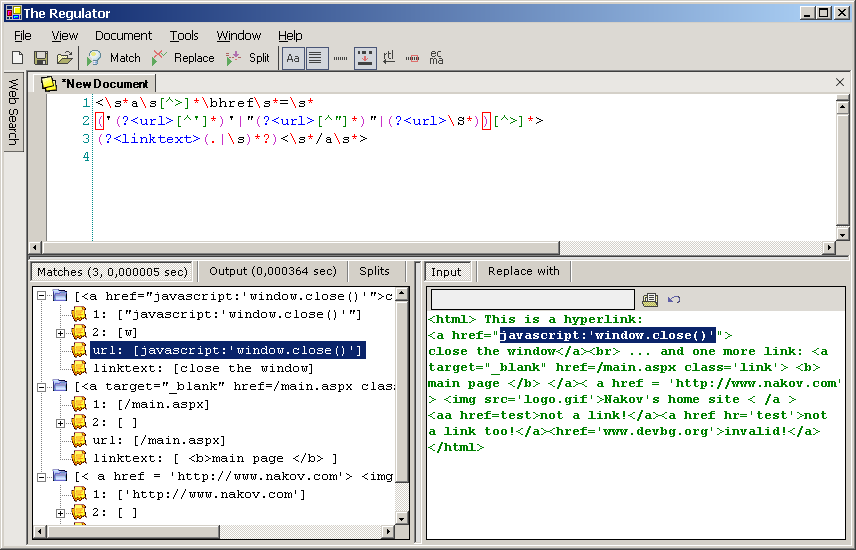 The Regulator
File View Document Tools Window Help
Match Replace Split Aa rtl ec ma
Web Search
*New Document
1 <\s*a\s[^>]*\bhref\s*=\s*
2 ('(?<url>[^']*)'|"(?<url>[^"]*)"|(?<url>\S*))[^>]*>
3 (?<linktext>(.|\s)*?)<\s*/a\s*>
4
Matches (3, 0,000005 sec) Output (0,000364 sec) Splits
[<a href="javascript:'window.close()'">c
1: ["javascript:'window.close()'"]
2: [w]
url: [javascript:'window.close()']
linktext: [close the window]
[<a target="_blank" href=/main.aspx clas
1: [/main.aspx]
2: [ ]
url: [/main.aspx]
linktext: [ <b>main page </b> ]
[< a href = 'http://www.nakov.com'> <img
1: ['http://www.nakov.com']
2: [ ]
Input Replace with
<html> This is a hyperlink:
<a href="javascript:'window.close()'">
close the window</a><br> ... and one more link: <a
target="_blank" href=/main.aspx class='link'> <b>
main page </b> </a>< a href = 'http://www.nakov.com'
> <img src='logo.gif'>Nakov's home site < /a >
<aa href=test>not a link!</a><a href hr='test'>not
a link too!</a><href='www.devbg.org'>invalid!</a>
</html>